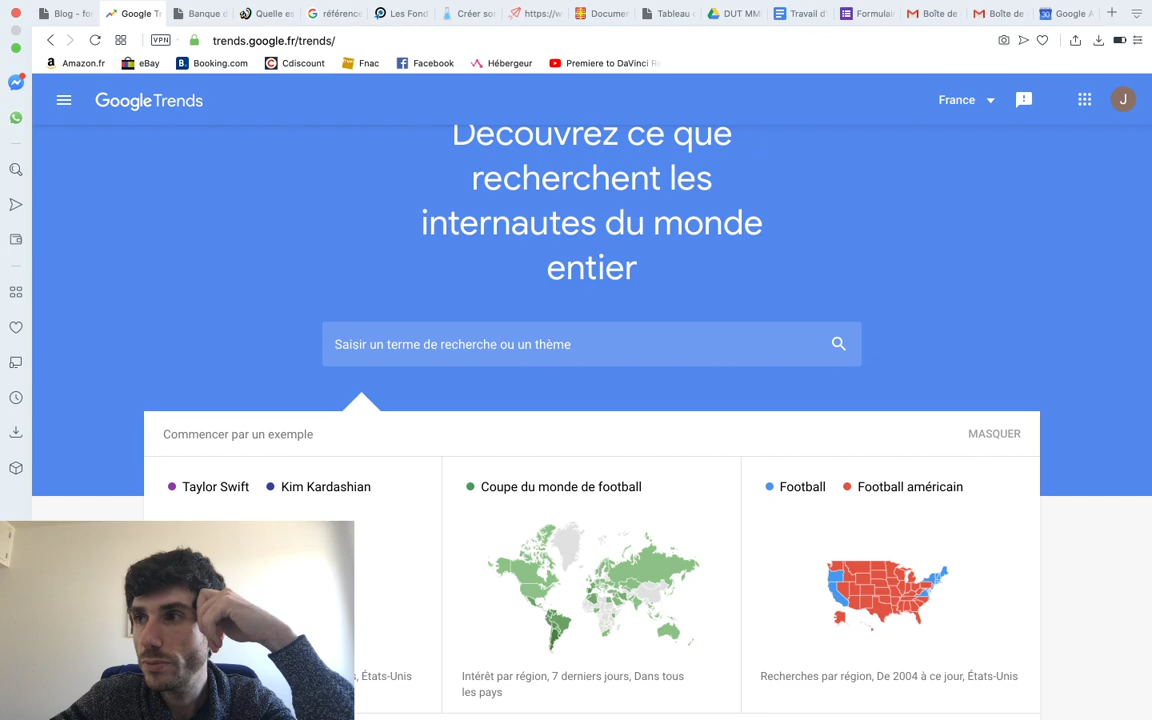 Blog - for
Google Tr
Banque d
Quelle es
référence
Les Fond
Créer so
https://w
Documen
Tableau d
DUT MM
Travail d'
Formulai
Boîte de
Boîte de
Google A
VPN
trends.google.fr/trends/
Amazon.fr
eBay
Booking.com
Cdiscount
Fnac
Facebook
Hébergeur
Premiere to DaVinci Re
Google Trends
France
J
Découvrez ce que
recherchent les
internautes du monde
entier
Saisir un terme de recherche ou un thème
Commencer par un exemple
MASQUER
Taylor Swift
Kim Kardashian
Coupe du monde de football
Football
Football américain
s, États-Unis
Intérêt par région, 7 derniers jours, Dans tous
les pays
Recherches par région, De 2004 à ce jour, États-Unis